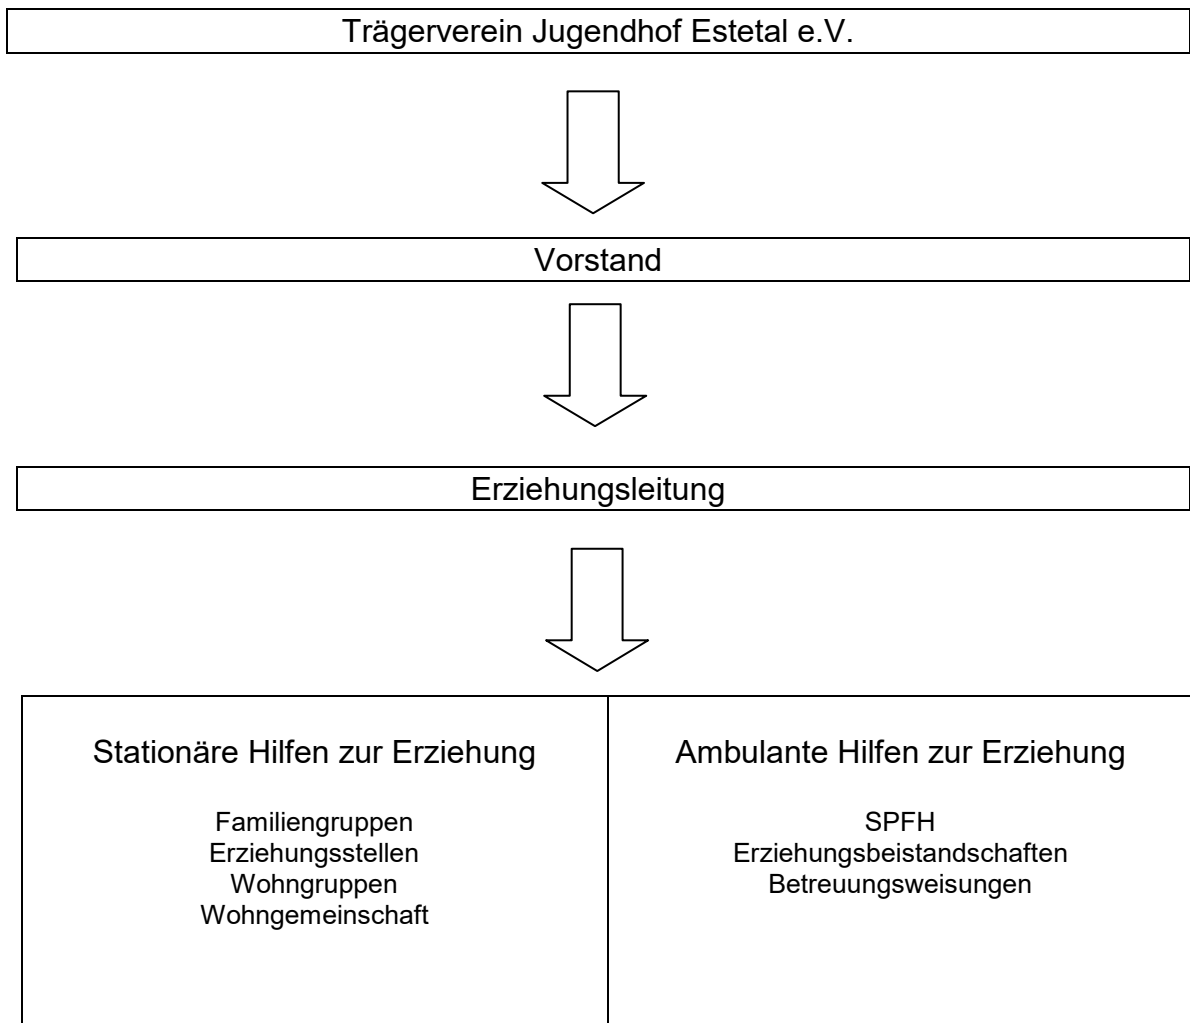 Trägerverein Jugendhof Estetal e.V.
Vorstand
Erziehungsleitung
Stationäre Hilfen zur Erziehung
Familiengruppen
Erziehungsstellen
Wohngruppen
Wohngemeinschaft
Ambulante Hilfen zur Erziehung
SPFH
Erziehungsbeistandschaften
Betreuungsweisungen